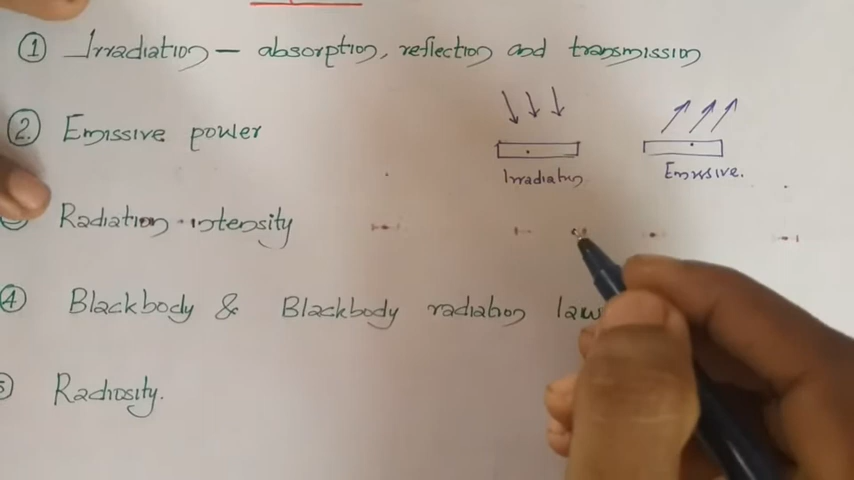 ① Irradiation — absorption, reflection and transmission
②. Emissive power
Irradiation
Emissive.
Radiation intensity
④ Blackbody & Blackbody radiation law
Radiosity.